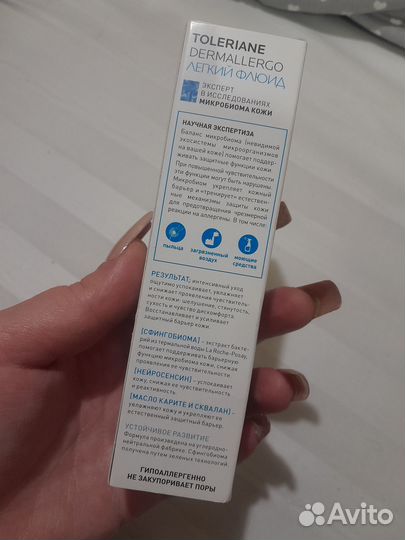 TOLERIANE
DERMALLERGO
ЛЕГКИЙ ФЛЮИД
ЭКСПЕРТ
В ИССЛЕДОВАНИЯХ
МИКРОБИОМА КОЖИ
НАУЧНАЯ ЭКСПЕРТИЗА
Баланс микробиома (невидимой
экосистемы микроорганизмов
на вашей коже) помогает поддер-
живать защитные функции кожи.
При повышенной чувствительности
эти функции могут быть нарушены.
Микробиом укрепляет кожный
барьер и «тренирует» естествен-
ные механизмы защиты кожи
для предотвращения чрезмерной
реакции на аллергены. В том числе:
пыльца
загрязненный
воздух
моющие
средства
РЕЗУЛЬТАТ: интенсивный уход
ощутимо успокаивает, увлажняет
и снижает проявления чувствитель-
ности кожи: шелушение, стянутость,
сухость и чувство дискомфорта.
Восстанавливает и усиливает
защитный барьер кожи.
[СФИНГОБИОМА] - экстракт бакте-
рий из термальной воды La Roche-Posay,
помогает поддерживать барьерную
функцию микробиома кожи, снижая
проявления ее чувствительности
[НЕЙРОСЕНСИН] - успокаивает
кожу, снижая ее чувствительность
и реактивность.
[МАСЛО КАРИТЕ И СКВАЛАН] -
увлажняют кожу и укрепляют ее
естественный защитный барьер.
УСТОЙЧИВОЕ РАЗВИТИЕ
Формула произведена на углеродно-
нейтральной фабрике. Сфингобиома
получена путем зеленых технологий
ГИПОАЛЛЕРГЕННО
НЕ ЗАКУПОРИВАЕТ ПОРЫ
Avito